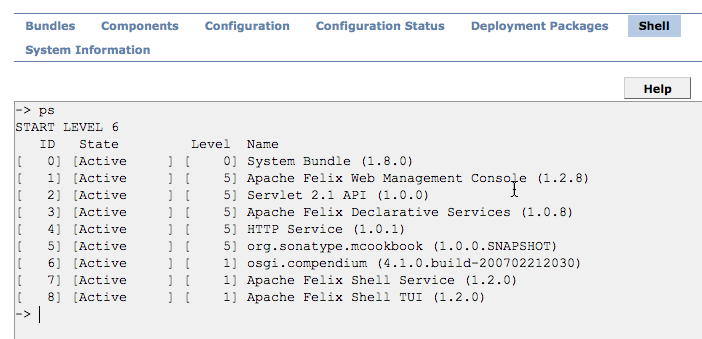 Bundles Components Configuration Configuration Status Deployment Packages Shell
System Information
Help
-> ps
START LEVEL 6
   ID   State         Level  Name
[   0] [Active     ] [    0] System Bundle (1.8.0)
[   1] [Active     ] [    5] Apache Felix Web Management Console (1.2.8)
[   2] [Active     ] [    5] Servlet 2.1 API (1.0.0)
[   3] [Active     ] [    5] Apache Felix Declarative Services (1.0.8)
[   4] [Active     ] [    5] HTTP Service (1.0.1)
[   5] [Active     ] [    5] org.sonatype.mcookbook (1.0.0.SNAPSHOT)
[   6] [Active     ] [    1] osgi.compendium (4.1.0.build-200702212030)
[   7] [Active     ] [    1] Apache Felix Shell Service (1.2.0)
[   8] [Active     ] [    1] Apache Felix Shell TUI (1.2.0)
->